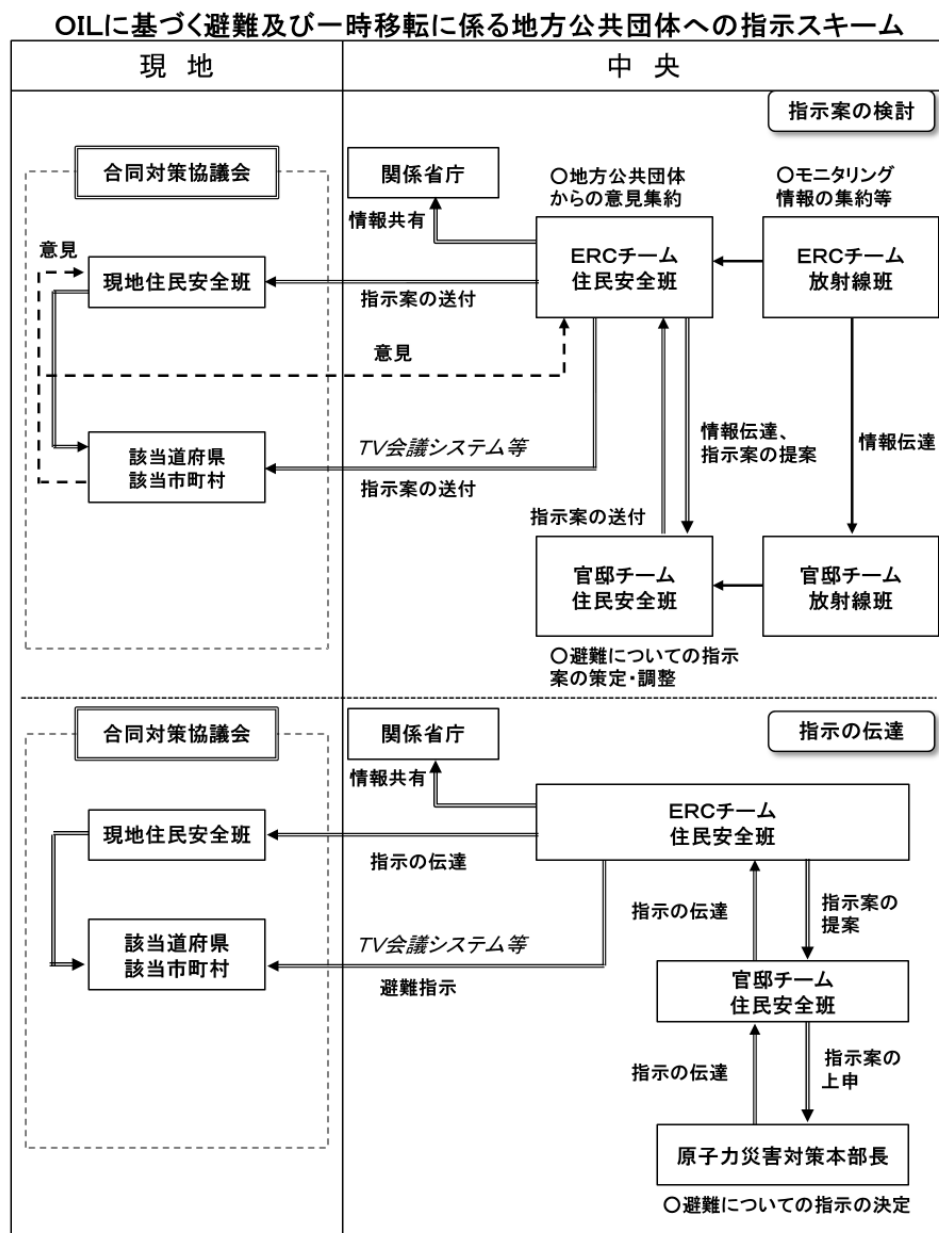 OILに基づく避難及び一時移転に係る地方公共団体への指示スキーム
現 地
中 央
指示案の検討
合同対策協議会
関係省庁
〇地方公共団体
からの意見集約
〇モニタリング
情報の集約等
情報共有
意見
現地住民安全班
ERCチーム
住民安全班
ERCチーム
放射線班
指示案の送付
意見
該当道府県
該当市町村
TV会議システム等
指示案の送付
情報伝達、
指示案の提案
情報伝達
指示案の送付
官邸チーム
住民安全班
官邸チーム
放射線班
〇避難についての指示
案の策定・調整
合同対策協議会
関係省庁
指示の伝達
情報共有
現地住民安全班
ERCチーム
住民安全班
指示の伝達
該当道府県
該当市町村
TV会議システム等
避難指示
指示の伝達
指示案の
提案
官邸チーム
住民安全班
指示の伝達
指示案の
上申
原子力災害対策本部長
〇避難についての指示の決定